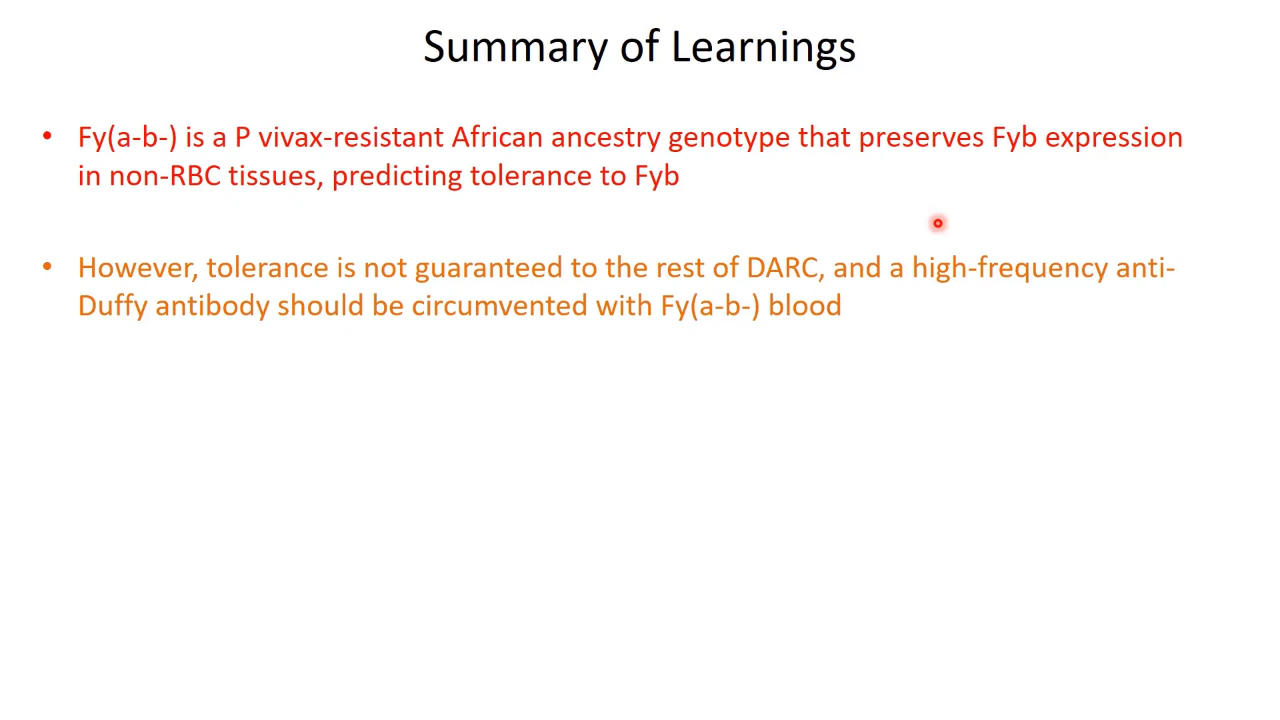 Summary of Learnings
• Fy(a-b-) is a P vivax-resistant African ancestry genotype that preserves Fyb expression
in non-RBC tissues, predicting tolerance to Fyb
• However, tolerance is not guaranteed to the rest of DARC, and a high-frequency anti-
Duffy antibody should be circumvented with Fy(a-b-) blood